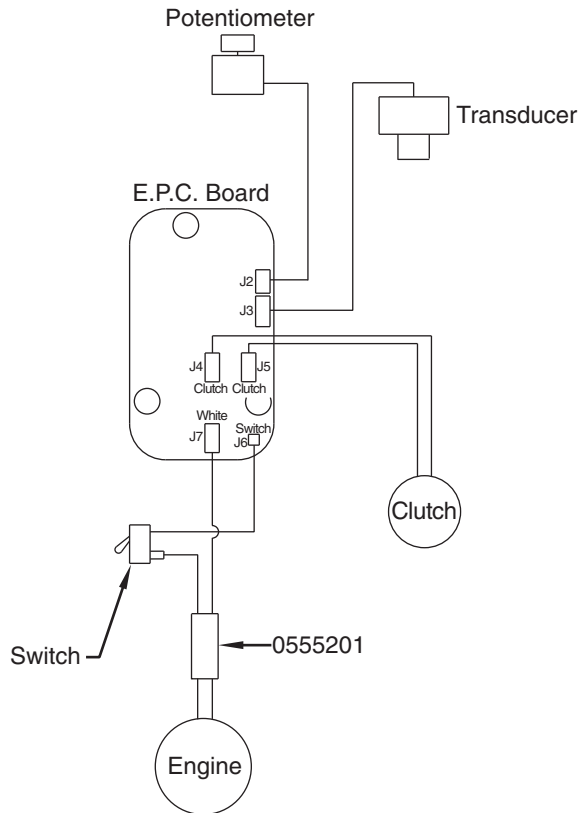 Potentiometer
Transducer
E.P.C. Board
J2
J3
J4
J5
Clutch
Clutch
White
Switch
J7
J6
Clutch
Switch
0555201
Engine